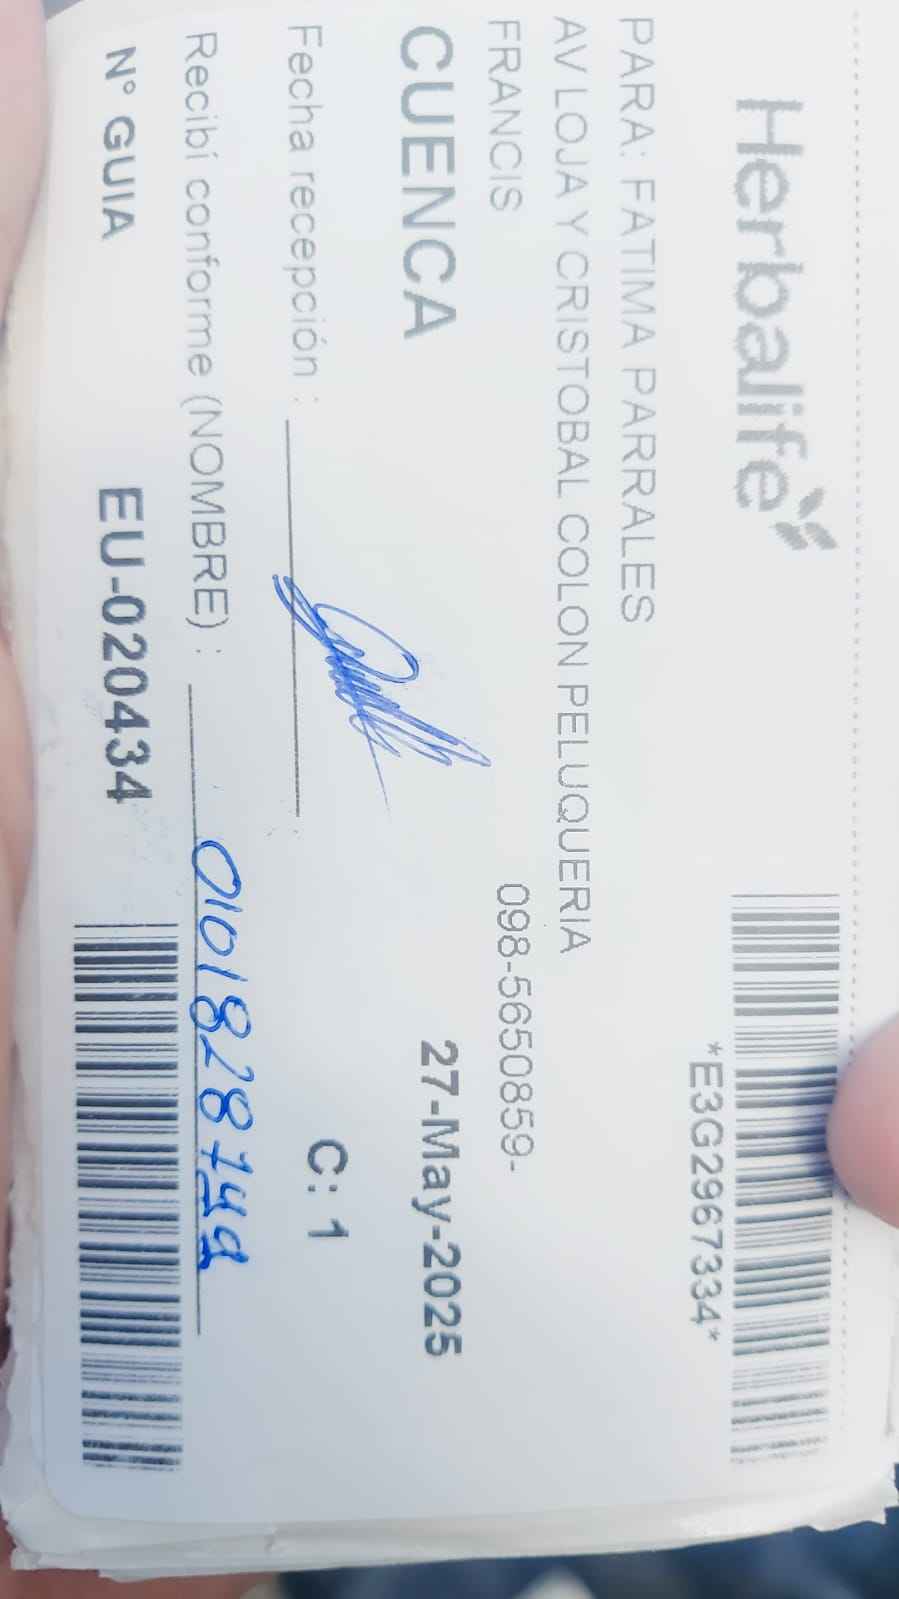 Herbalife
*E3G2967334*
PARA: FATIMA PARRALES
AV LOJA Y CRISTOBAL COLON PELUQUERIA
FRANCIS
098-5650859-
CUENCA
27-May-2025
Fecha recepción :
C: 1
Recibí conforme (NOMBRE) :
N° GUIA
EU-020434